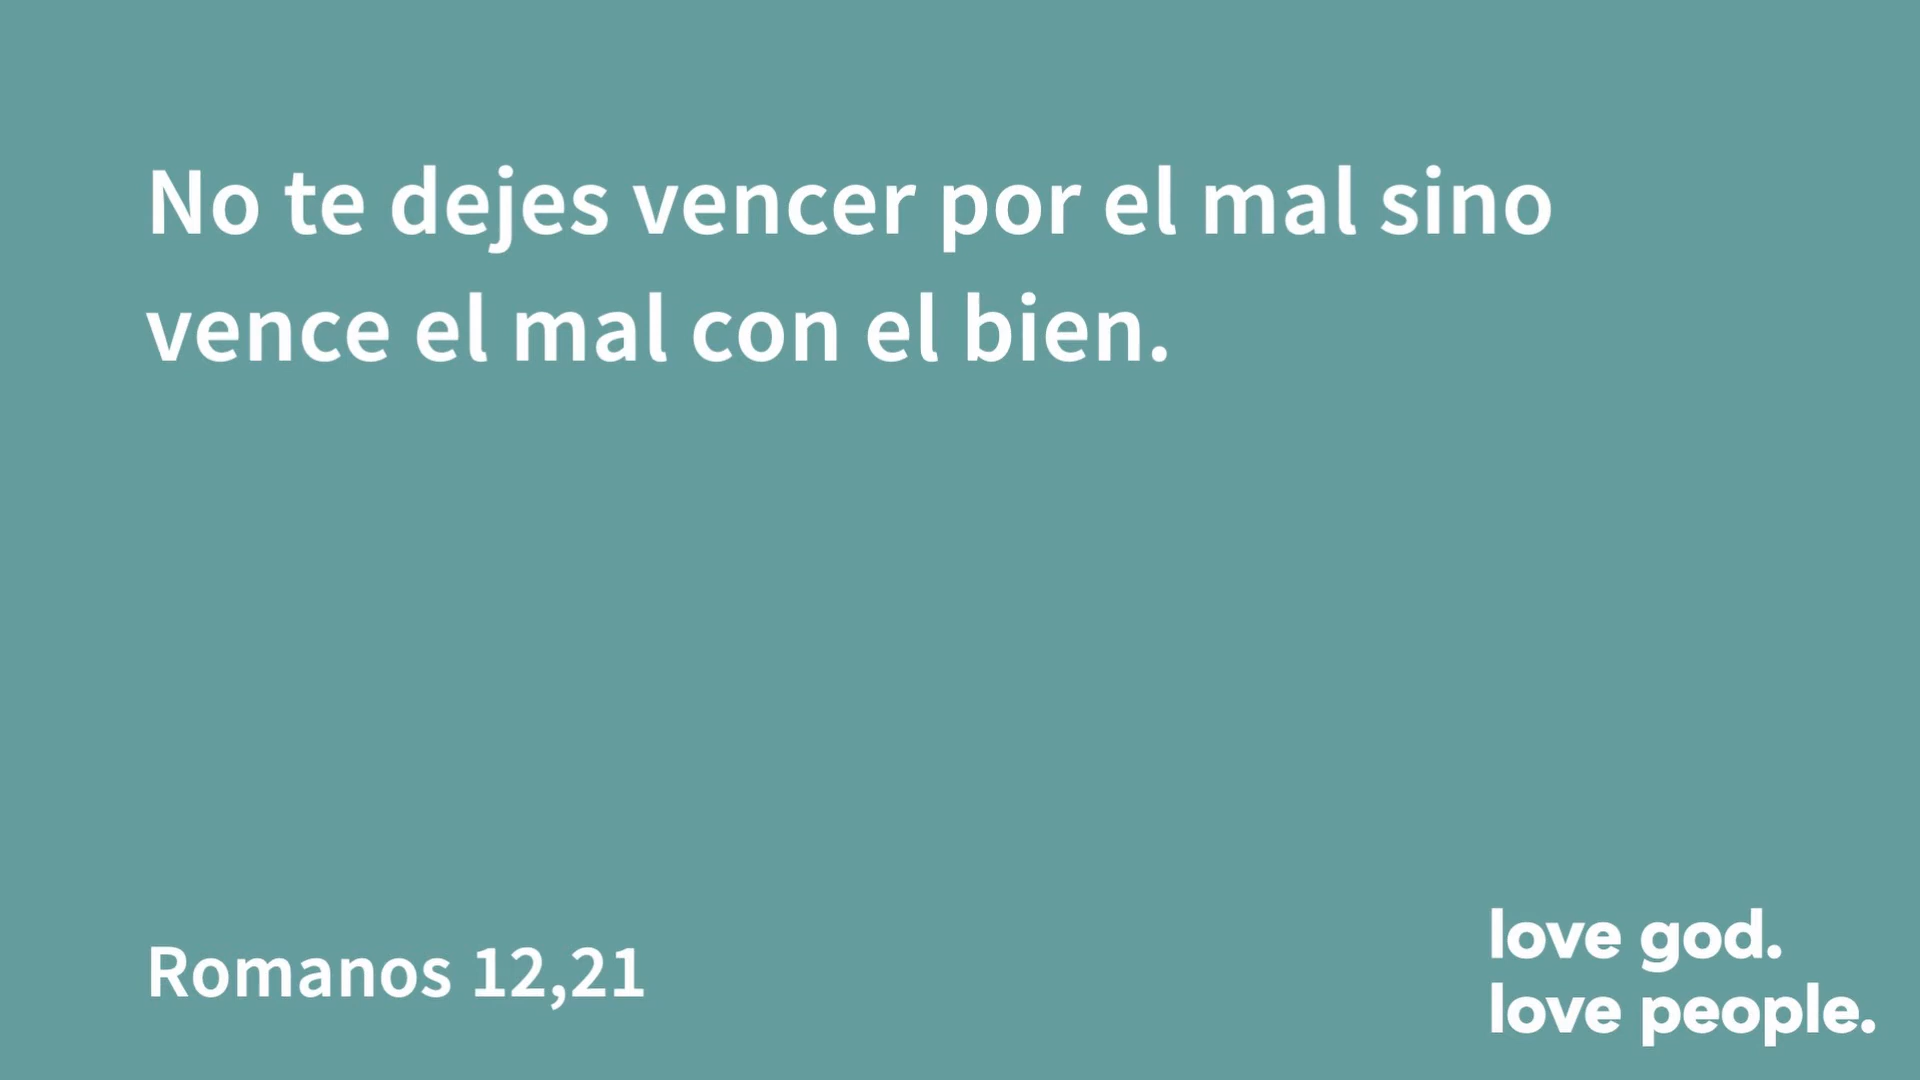 No te dejes vencer por el mal sino
vence el mal con el bien.
Romanos 12,21
love god.
love people.